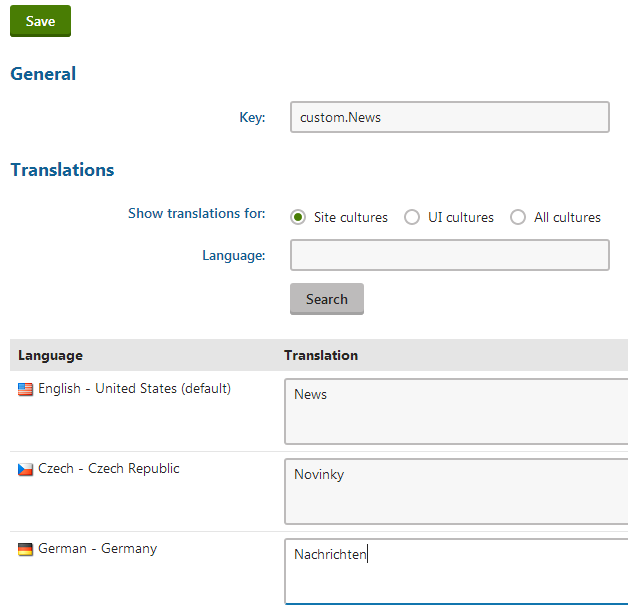 Save
General
Key: custom.News
Translations
Show translations for: Site cultures UI cultures All cultures
Language:
Search
Language Translation
English - United States (default) News
Czech - Czech Republic Novinky
German - Germany Nachrichten